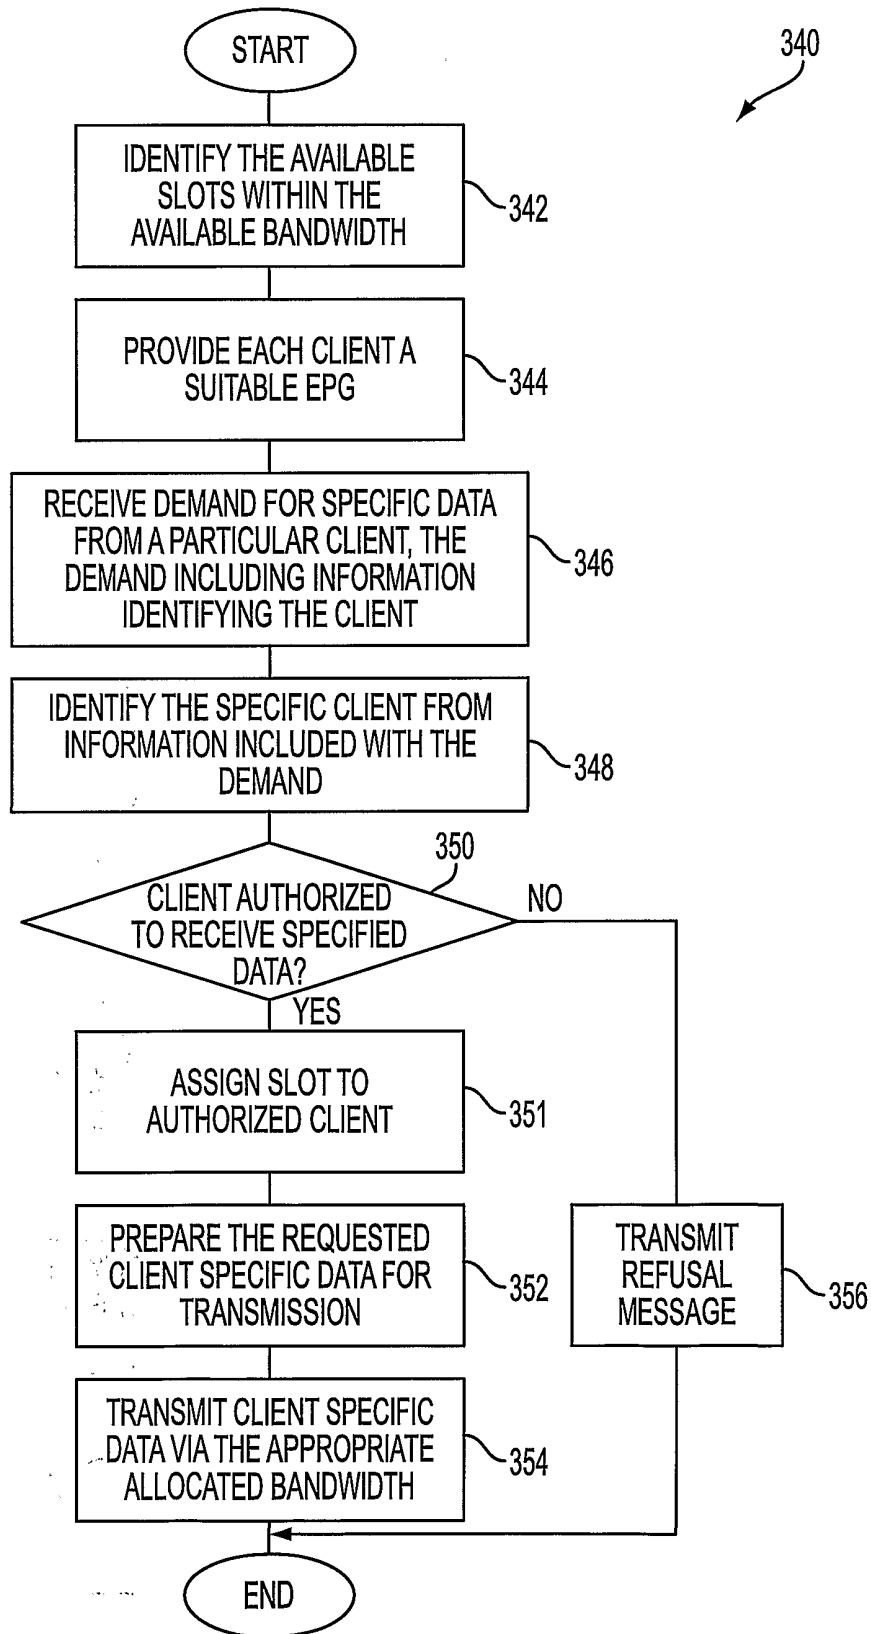 START
340
IDENTIFY THE AVAILABLE
SLOTS WITHIN THE
AVAILABLE BANDWIDTH
342
PROVIDE EACH CLIENT A
SUITABLE EPG
344
RECEIVE DEMAND FOR SPECIFIC DATA
FROM A PARTICULAR CLIENT, THE
DEMAND INCLUDING INFORMATION
IDENTIFYING THE CLIENT
346
IDENTIFY THE SPECIFIC CLIENT FROM
INFORMATION INCLUDED WITH THE
DEMAND
348
350
CLIENT AUTHORIZED
TO RECEIVE SPECIFIED
DATA?
NO
YES
ASSIGN SLOT TO
AUTHORIZED CLIENT
351
PREPARE THE REQUESTED
CLIENT SPECIFIC DATA FOR
TRANSMISSION
352
TRANSMIT
REFUSAL
MESSAGE
356
TRANSMIT CLIENT SPECIFIC
DATA VIA THE APPROPRIATE
ALLOCATED BANDWIDTH
354
END